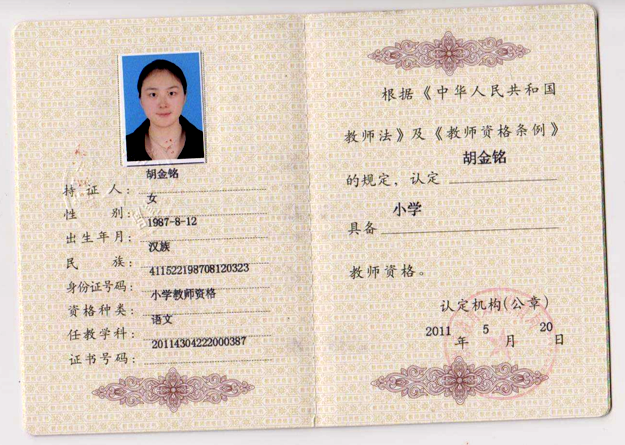 胡金铭
持证人：
女
性别：
1987-8-12
出生年月：
汉族
民族：
411522198708120323
身份证号码：
小学教师资格
资格种类：
语文
任教学科：
20114304222000387
证书号码：
根据《中华人民共和国
教师法》及《教师资格条例》
胡金铭
的规定，认定
小学
具备
教师资格。
认定机构(公章)
2011 5 20
年 月 日